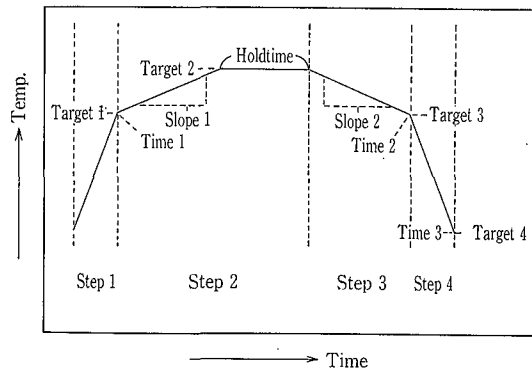 Holdtime
Target 2
Target 1
Slope 1
Time 1
Slope 2
Time 2
Target 3
Time 3
Target 4
Step 1
Step 2
Step 3
Step 4
Temp.
Time